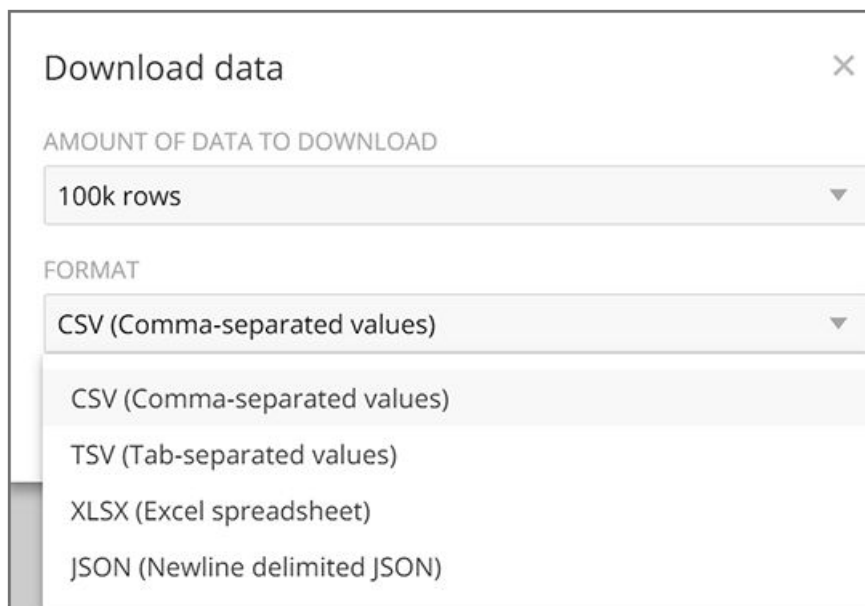 Download data
AMOUNT OF DATA TO DOWNLOAD
100k rows
FORMAT
CSV (Comma-separated values)
CSV (Comma-separated values)
TSV (Tab-separated values)
XLSX (Excel spreadsheet)
JSON (Newline delimited JSON)